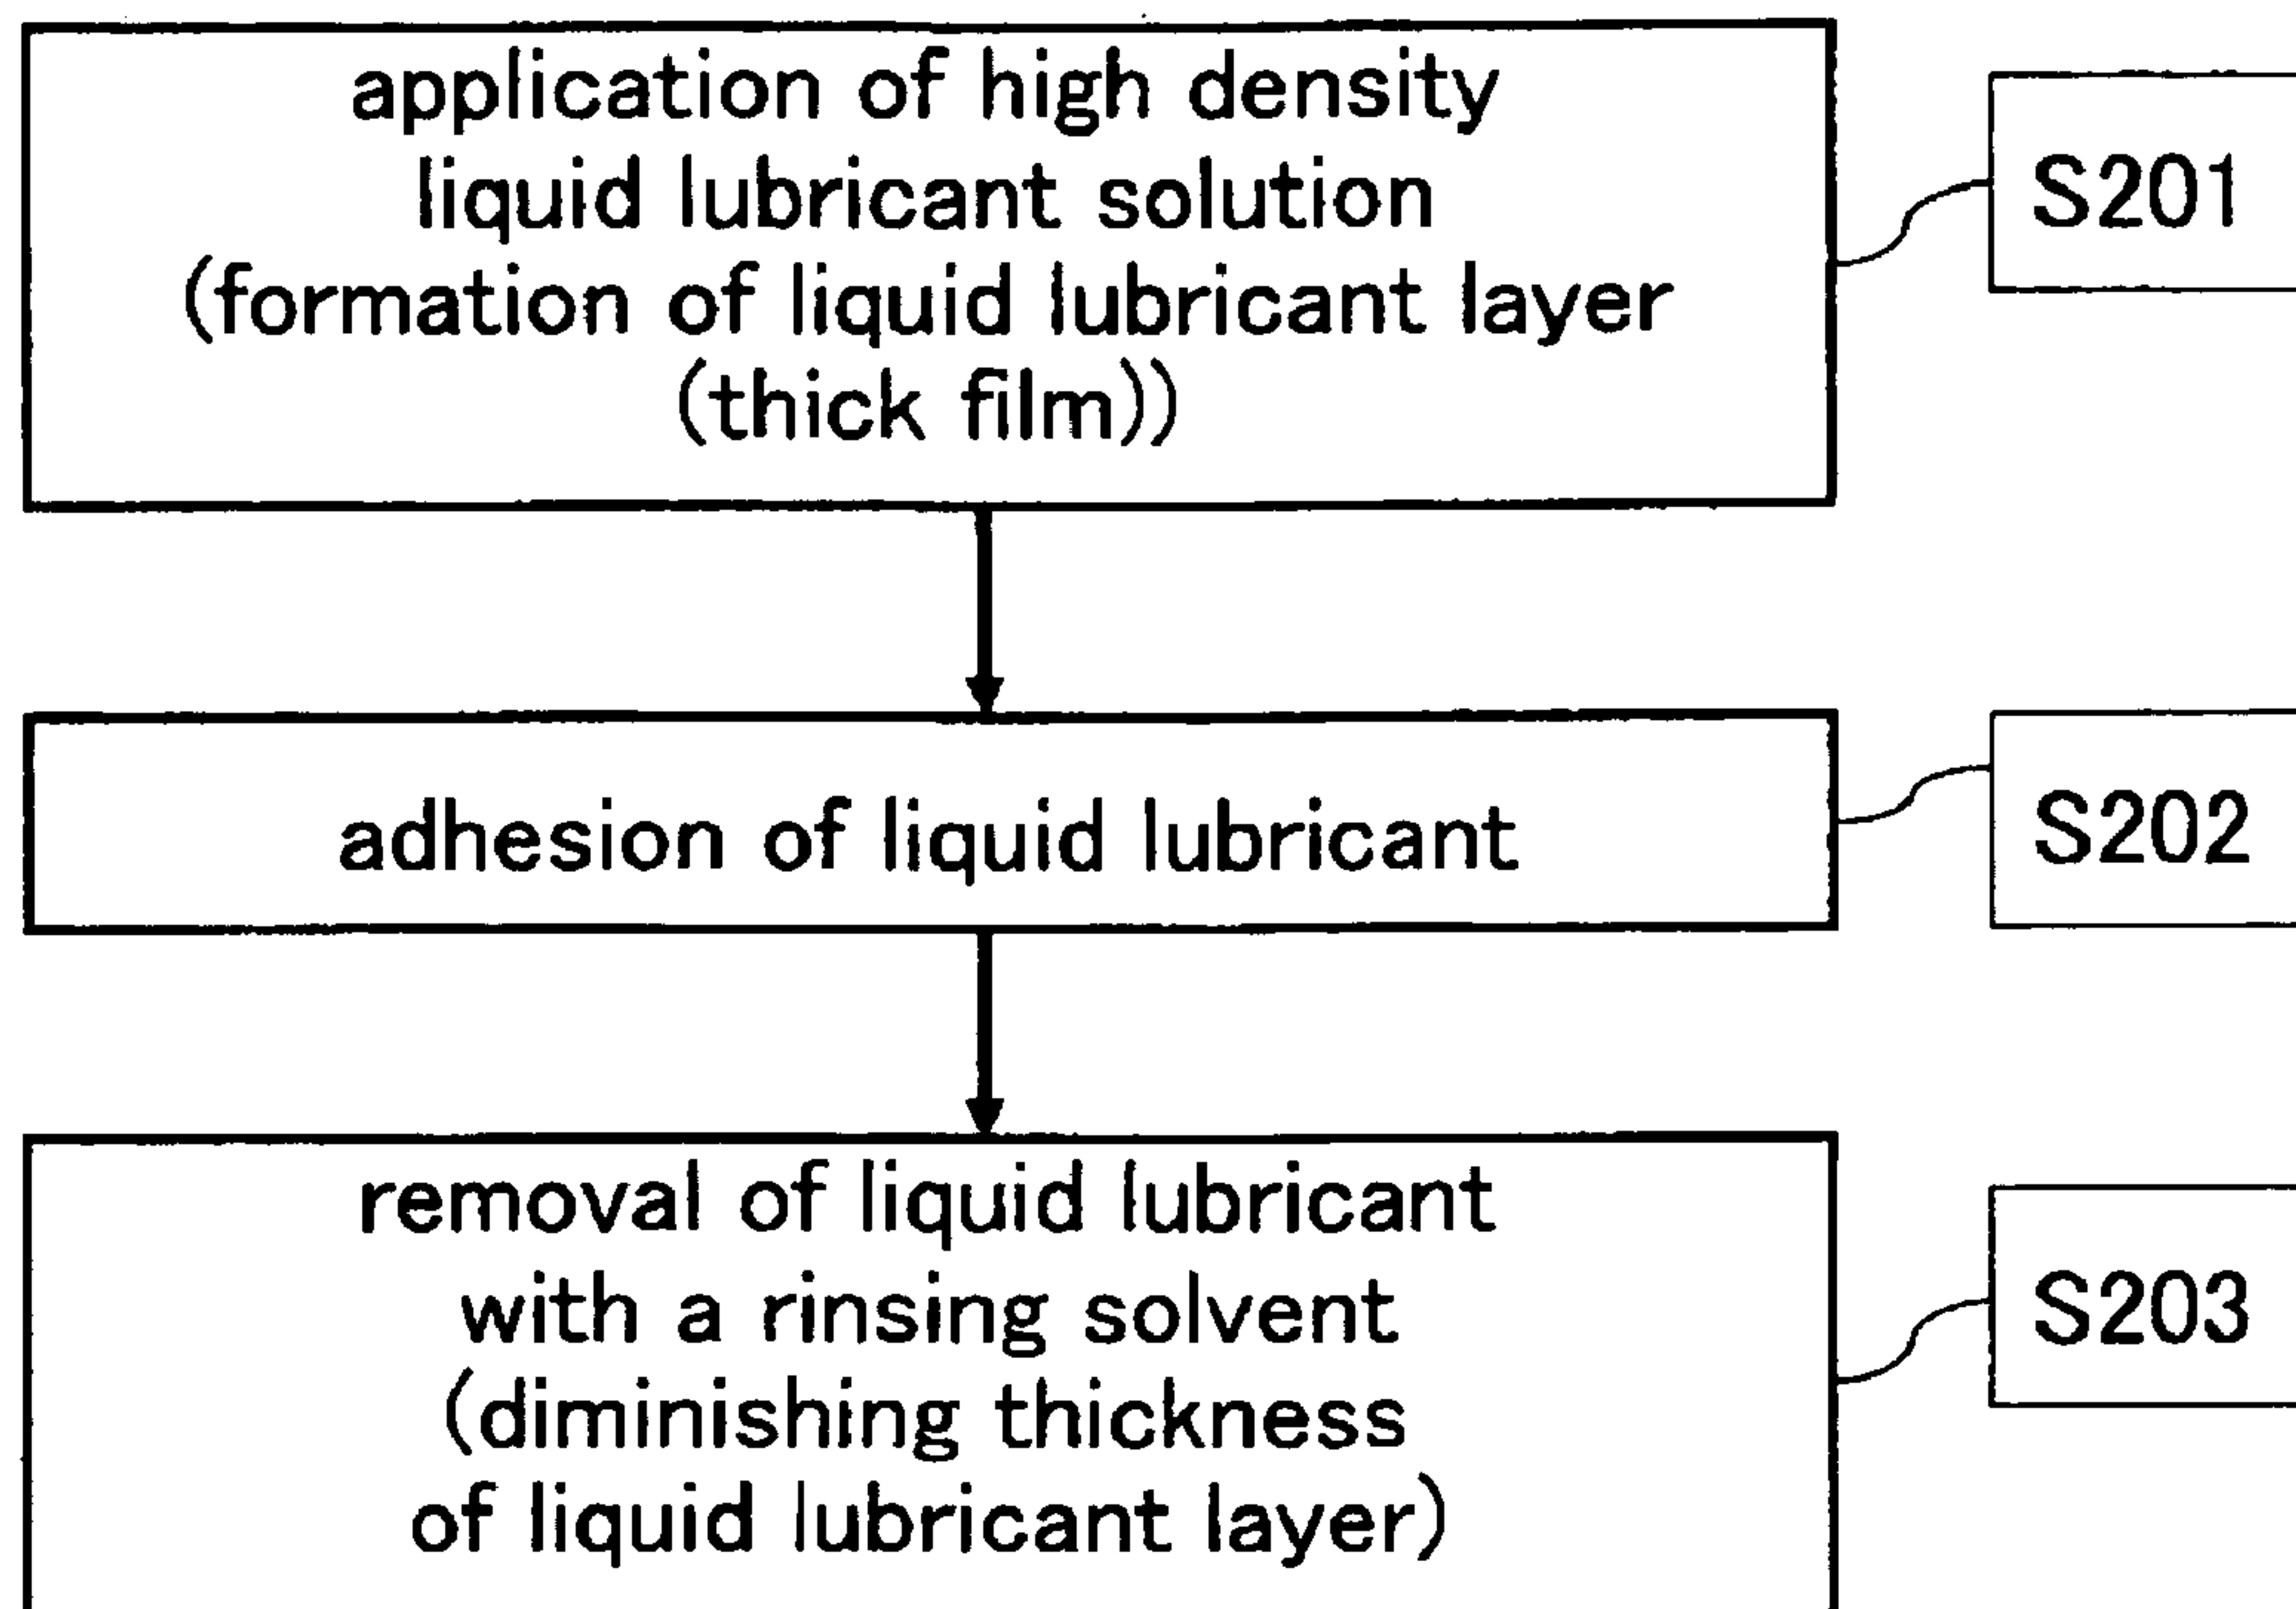 application of high density
liquid lubricant solution
(formation of liquid lubricant layer
(thick film))
S201
adhesion of liquid lubricant
S202
removal of liquid lubricant
with a rinsing solvent
(diminishing thickness
of liquid lubricant layer)
S203